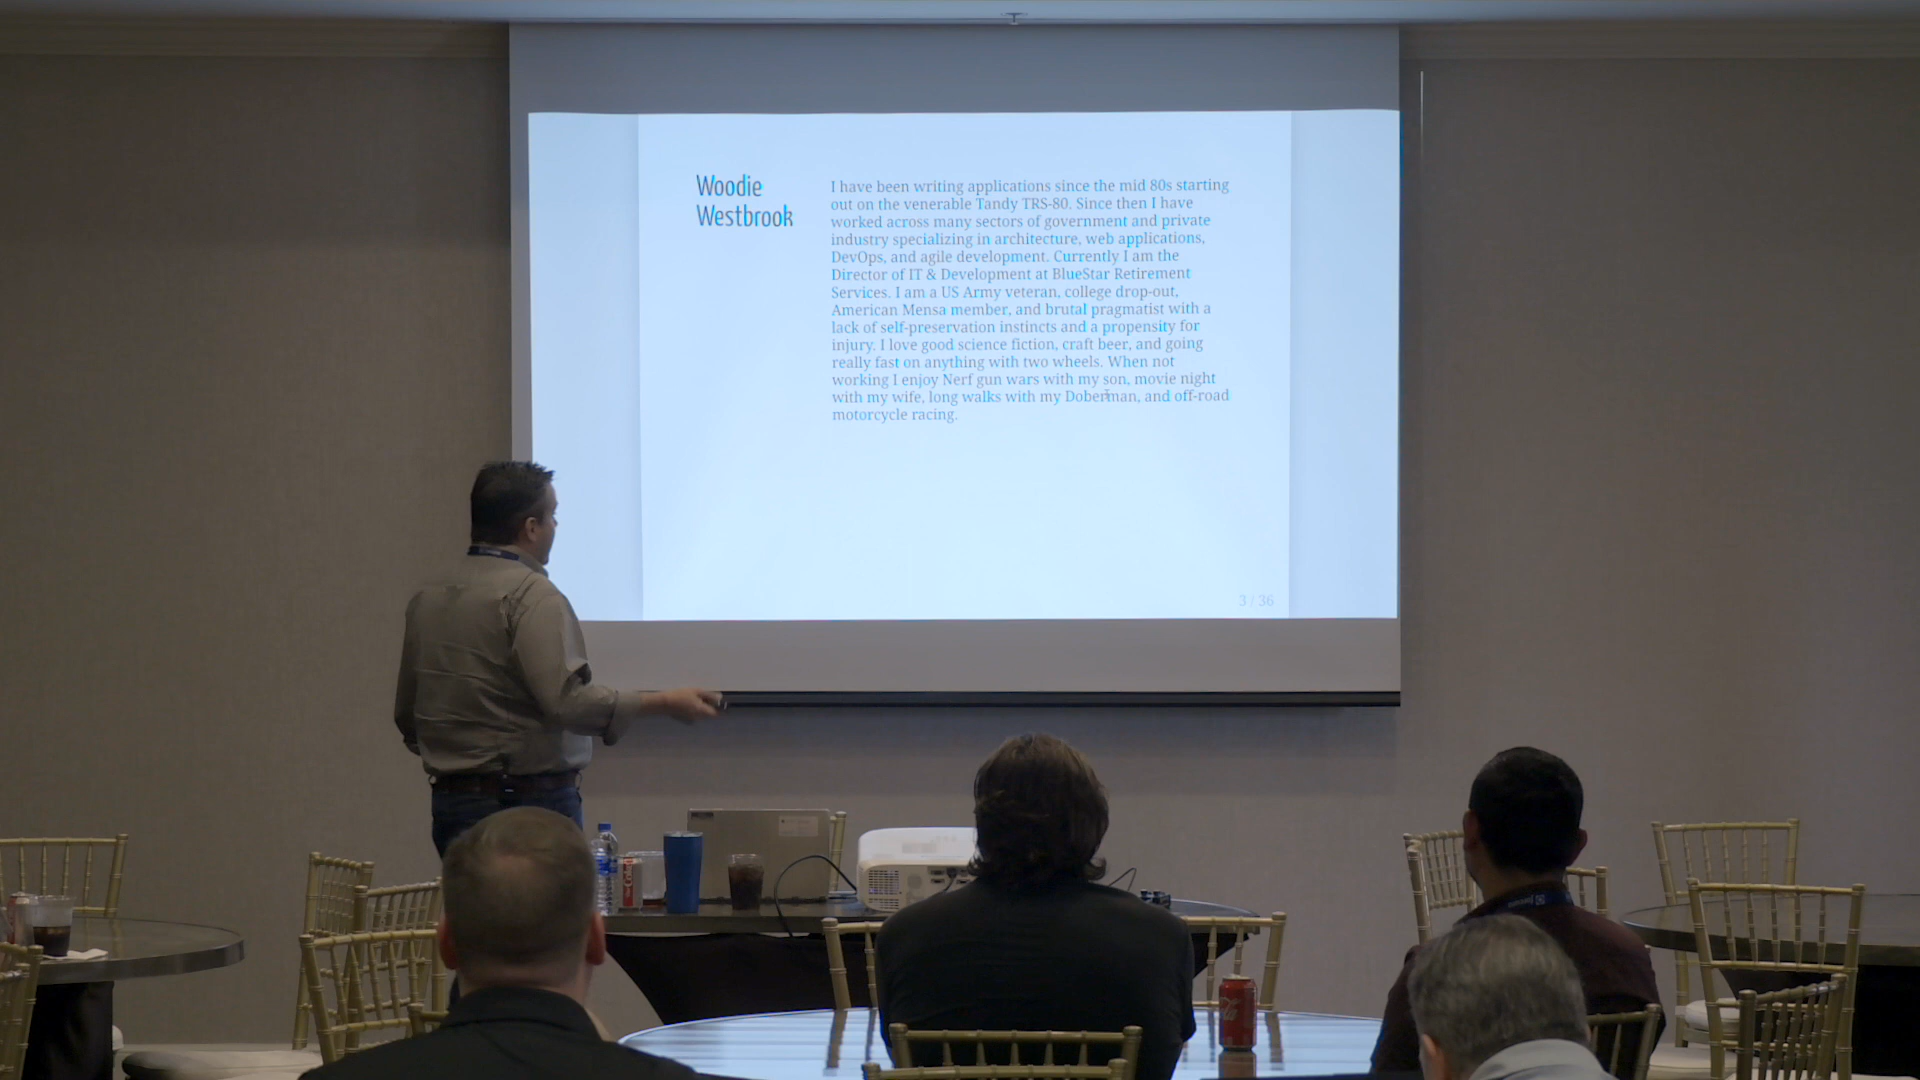 Woodie
Westbrook
I have been writing applications since the mid 80s starting
out on the venerable Tandy TRS-80. Since then I have
worked across many sectors of government and private
industry specializing in architecture, web applications,
DevOps, and agile development. Currently I am the
Director of IT & Development at BlueStar Retirement
Services. I am a US Army veteran, college drop-out,
American Mensa member, and brutal pragmatist with a
lack of self-preservation instincts and a propensity for
injury. I love good science fiction, craft beer, and going
really fast on anything with two wheels. When not
working I enjoy Nerf gun wars with my son, movie night
with my wife, long walks with my Doberman, and off-road
motorcycle racing.
3 / 36